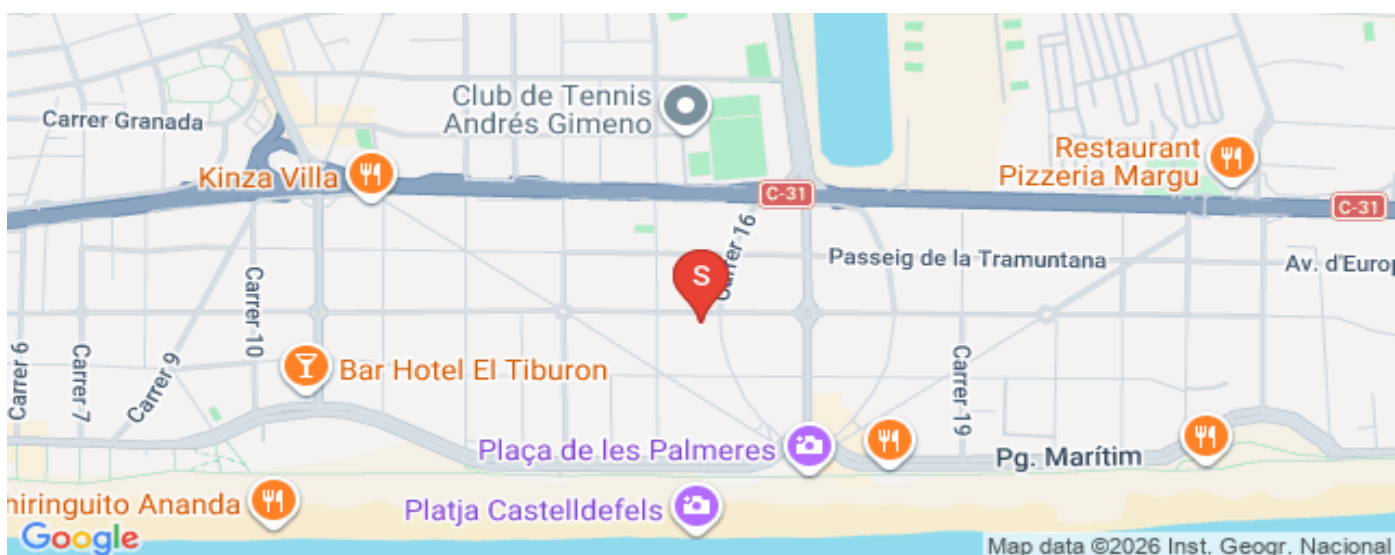 Club de Tennis
Andrés Gimeno
Carrer Granada
Restaurant
Pizzeria Margu
Kinza Villa
C-31
C-31
Carrer 16
Passeig de la Tramuntana
Av. d'Europ
S
Carrer 10
Carrer 6
Carrer 7
Carrer 9
Bar Hotel El Tiburon
Carrer 19
Plaça de les Palmeres
Pg. Marítim
hiringuito Ananda
Platja Castelldefels
Google
Map data ©2026 Inst. Geogr. Nacional